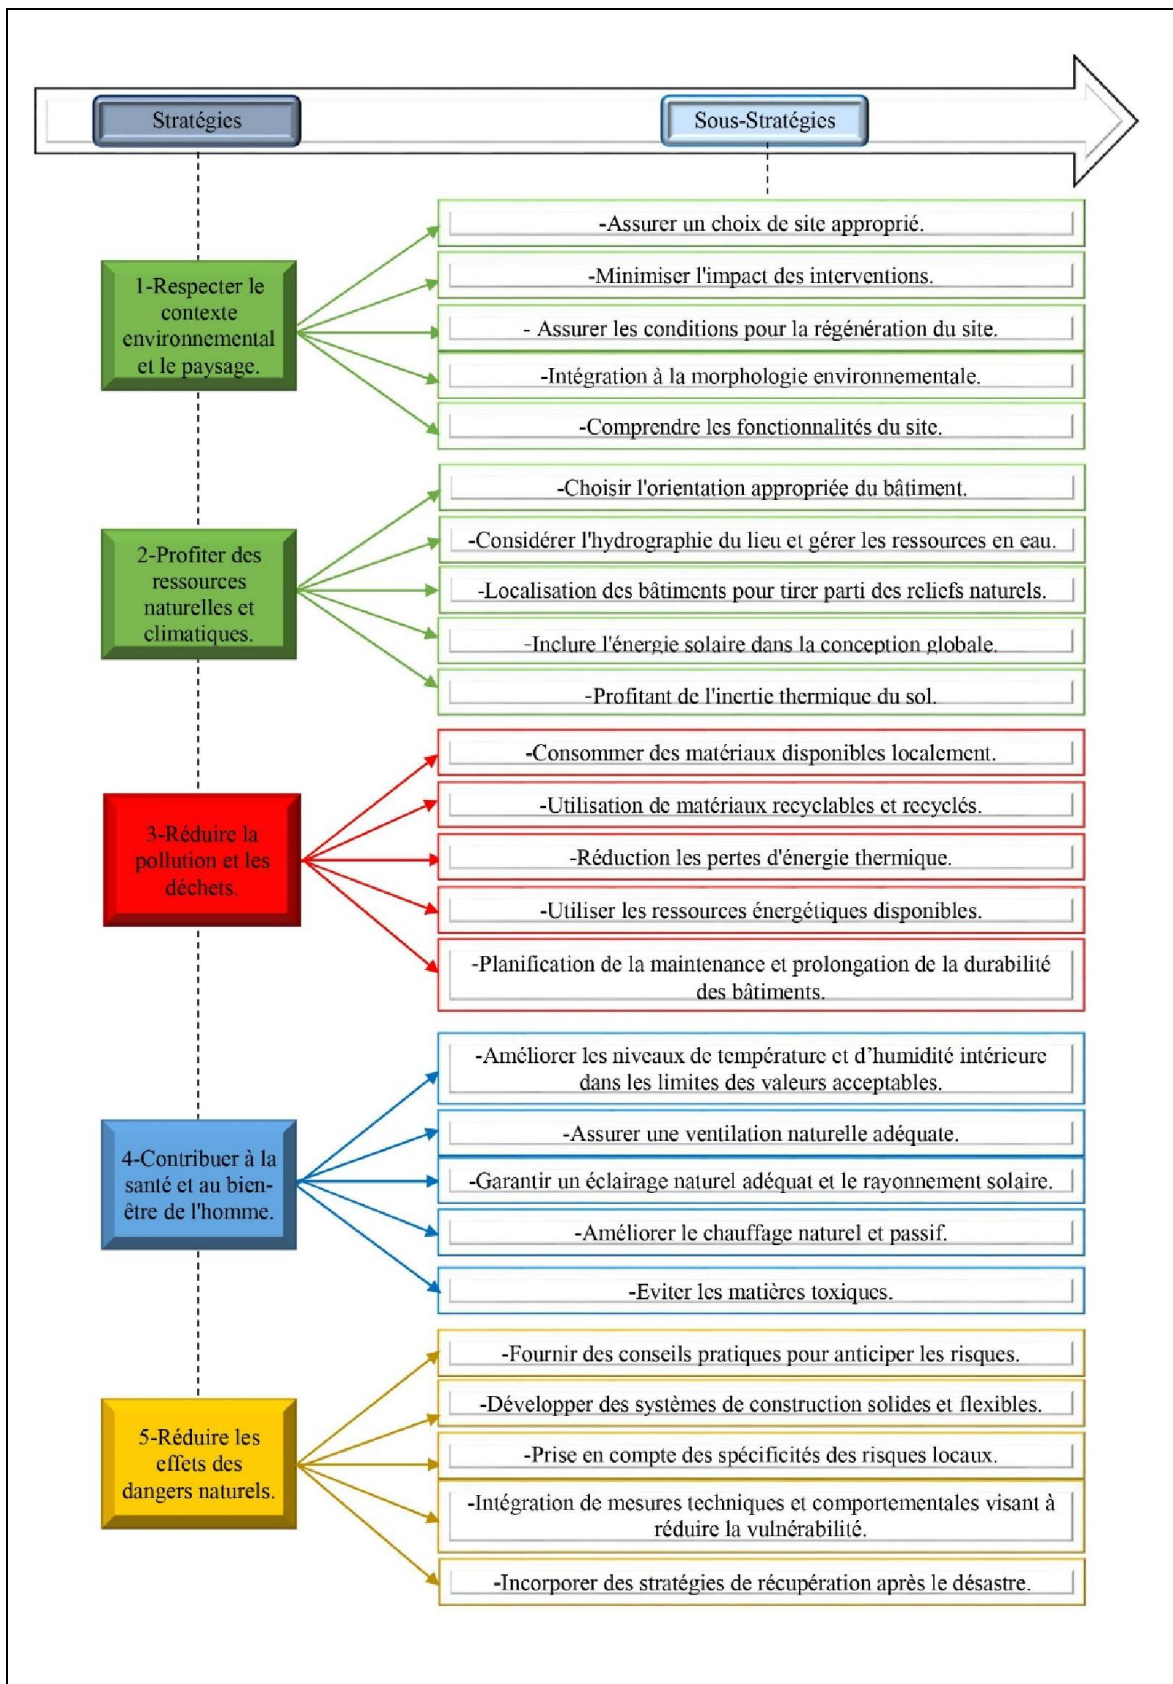 Stratégies
Sous-Stratégies
1-Respecter le
contexte
environnemental
et le paysage.
-Assurer un choix de site approprié.
-Minimiser l'impact des interventions.
- Assurer les conditions pour la régénération du site.
-Intégration à la morphologie environnementale.
-Comprendre les fonctionnalités du site.
2-Profiter des
ressources
naturelles et
climatiques.
-Choisir l'orientation appropriée du bâtiment.
-Considérer l'hydrographie du lieu et gérer les ressources en eau.
-Localisation des bâtiments pour tirer parti des reliefs naturels.
-Inclure l'énergie solaire dans la conception globale.
-Profitant de l'inertie thermique du sol.
3-Réduire la
pollution et les
déchets.
-Consommer des matériaux disponibles localement.
-Utilisation de matériaux recyclables et recyclés.
-Réduction les pertes d'énergie thermique.
-Utiliser les ressources énergétiques disponibles.
-Planification de la maintenance et prolongation de la durabilité
des bâtiments.
4-Contribuer à la
santé et au bien-
être de l'homme.
-Améliorer les niveaux de température et d’humidité intérieure
dans les limites des valeurs acceptables.
-Assurer une ventilation naturelle adéquate.
-Garantir un éclairage naturel adéquat et le rayonnement solaire.
-Améliorer le chauffage naturel et passif.
-Eviter les matières toxiques.
5-Réduire les
effets des
dangers naturels.
-Fournir des conseils pratiques pour anticiper les risques.
-Développer des systèmes de construction solides et flexibles.
-Prise en compte des spécificités des risques locaux.
-Intégration de mesures techniques et comportementales visant à
réduire la vulnérabilité.
-Incorporer des stratégies de récupération après le désastre.